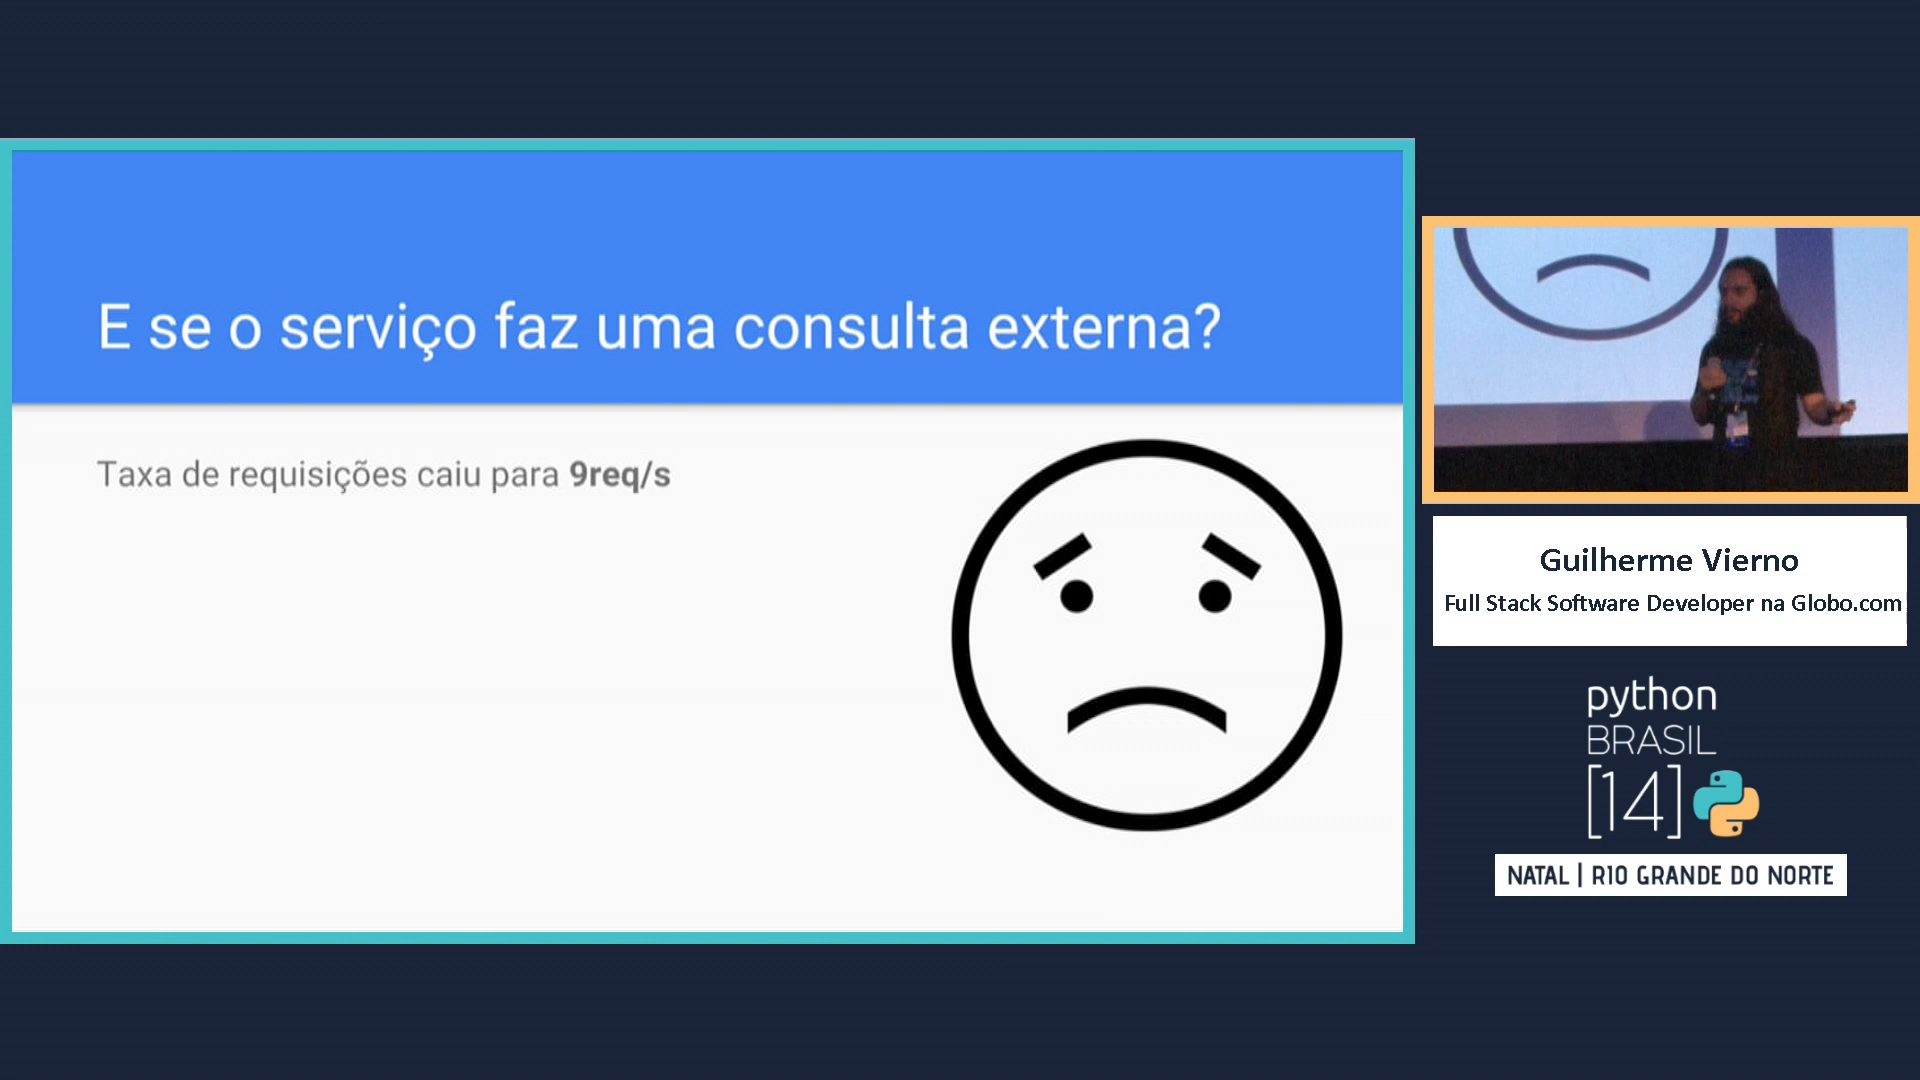 E se o serviço faz uma consulta externa?
Taxa de requisições caiu para 9req/s
Guilherme Vierno
Full Stack Software Developer na Globo.com
python
BRASIL
[14]
NATAL | RIO GRANDE DO NORTE